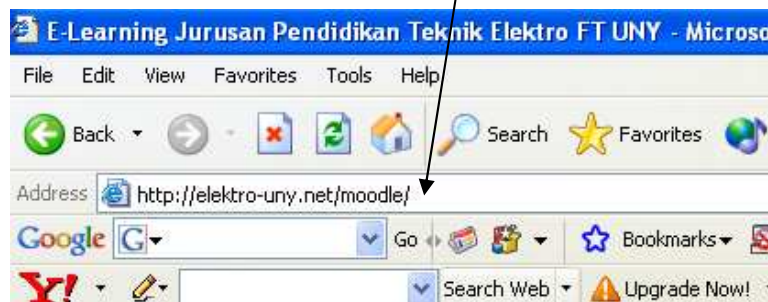 E-Learning Jurusan Pendidikan Teknik Elektro FT UNY - Microso
File Edit View Favorites Tools Help
Back Search Favorites
Address http://elektro-uny.net/moodle/
Google G Go Bookmarks
Y! Search Web Upgrade Now!